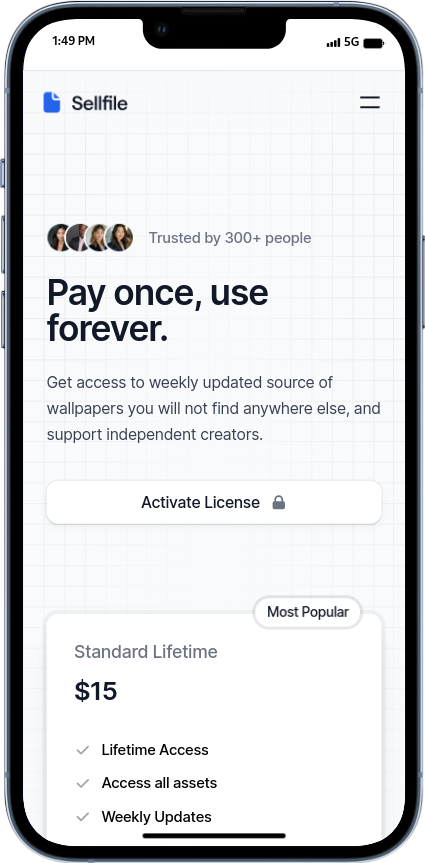 1:49 PM
5G
Sellfile
Trusted by 300+ people
Pay once, use
forever.
Get access to weekly updated source of
wallpapers you will not find anywhere else, and
support independent creators.
Activate License
Most Popular
Standard Lifetime
$15
Lifetime Access
Access all assets
Weekly Updates